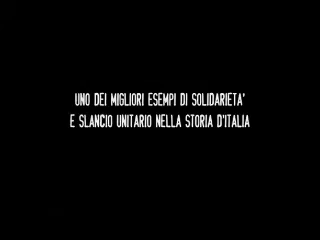 UNO DEI MIGLIORI ESEMPI DI SOLIDARIETA'
E SLANCIO UNITARIO NELLA STORIA D'ITALIA